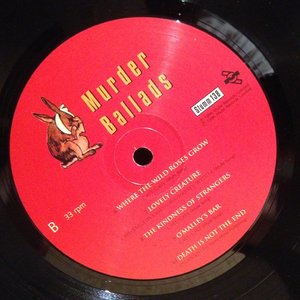 Murder
Ballads
Stumm 138
WHERE THE WILD ROSES GROW
LOVELY CREATURE
THE KINDNESS OF STRANGERS
O'MALLEY'S BAR
DEATH IS NOT THE END
B
33 rpm